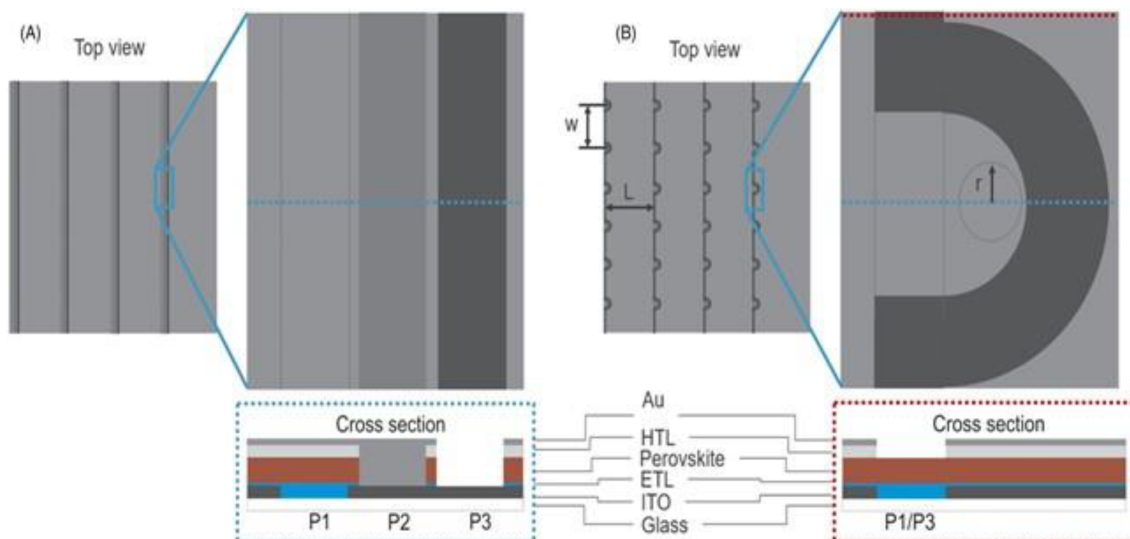 (A)
Top view
(B)
Top view
w
L
r
Cross section
P1 P2 P3
Au
HTL
Perovskite
ETL
ITO
Glass
Cross section
P1/P3